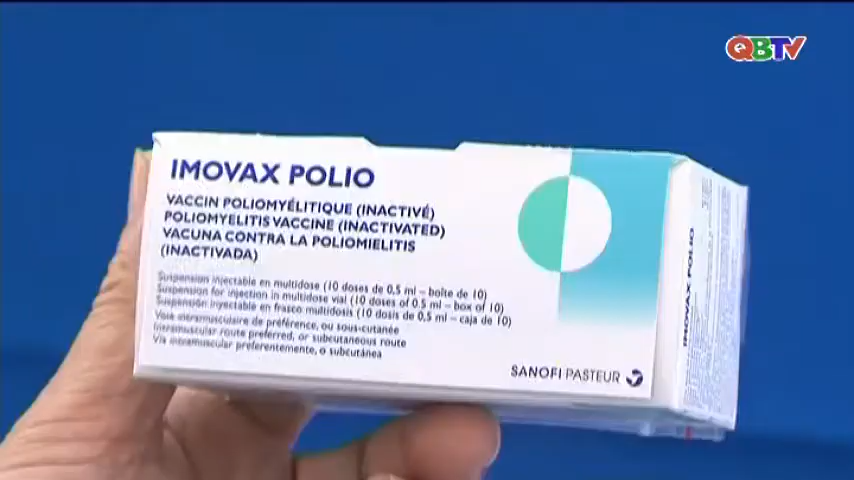 QBTV
IMOVAX POLIO
VACCIN POLIOMYÉLITIQUE (INACTIVÉ)
POLIOMYELITIS VACCINE (INACTIVATED)
VACUNA CONTRA LA POLIOMIELITIS
(INACTIVADA)
Suspension injectable en multidose (10 doses de 0,5 ml – boîte de 10)
Suspension for injection in multidose vial (10 doses of 0.5 ml – box of 10)
Suspensión inyectable en frasco multidosis (10 dosis de 0,5 ml – caja de 10)
Voie intramusculaire de préférence, ou sous-cutanée
Intramuscular route preferred, or subcutaneous route
Vía intramuscular preferentemente, o subcutánea
SANOFI PASTEUR
IMOVAX POLIO